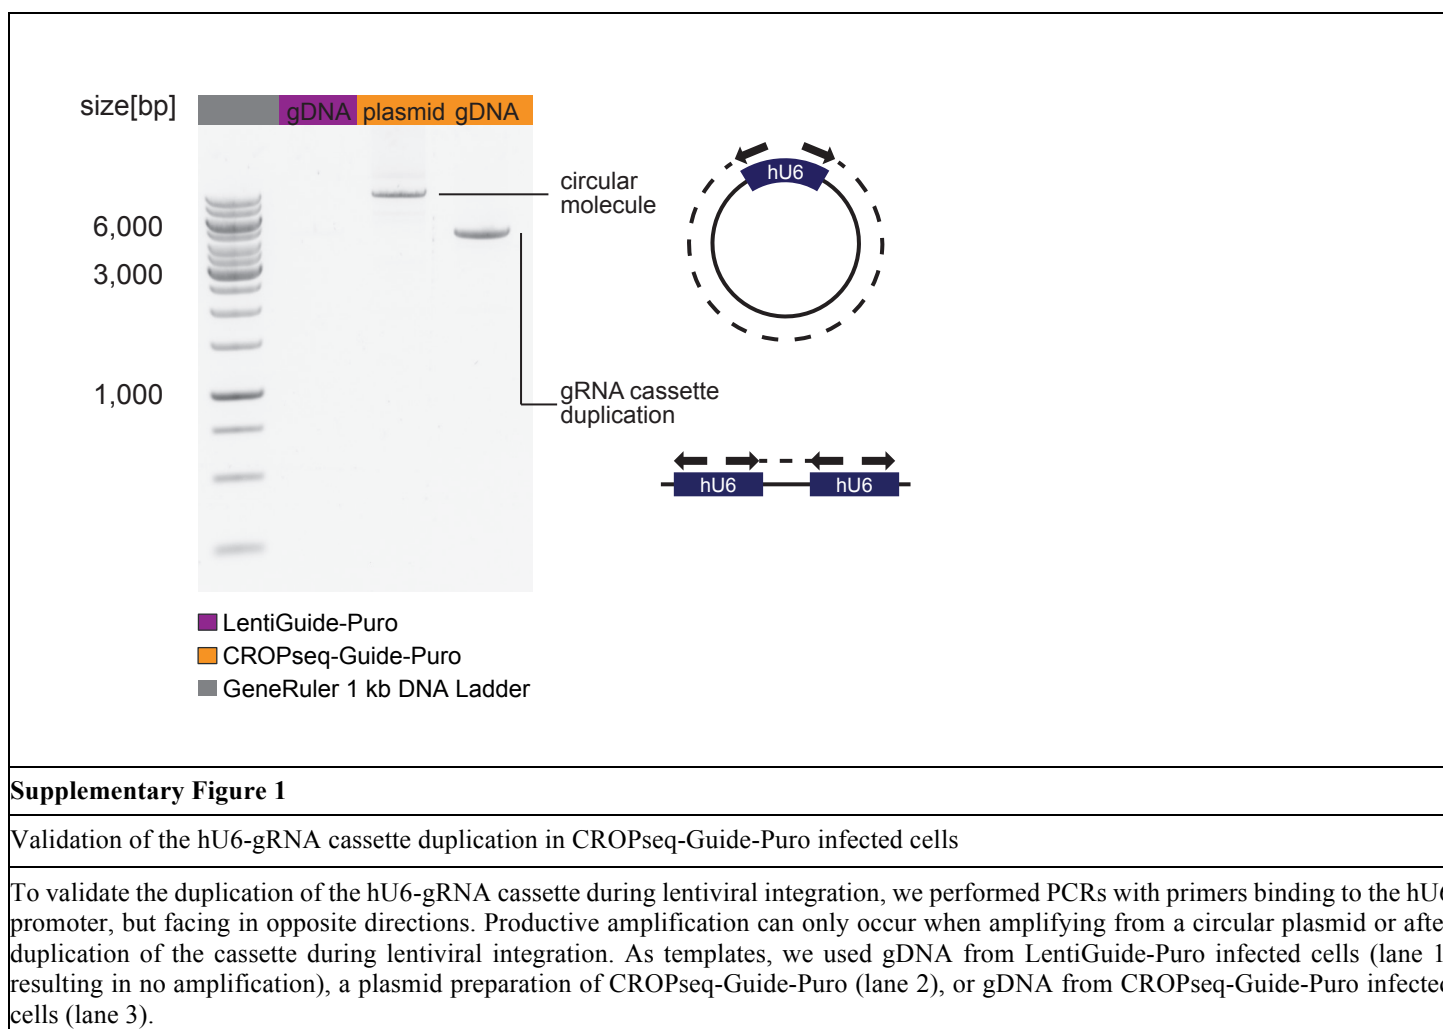 size[bp]
gDNA plasmid gDNA
6,000
3,000
1,000
circular
molecule
hU6
gRNA cassette
duplication
hU6 hU6
LentiGuide-Puro
CROPseq-Guide-Puro
GeneRuler 1 kb DNA Ladder
Supplementary Figure 1
Validation of the hU6-gRNA cassette duplication in CROPseq-Guide-Puro infected cells
To validate the duplication of the hU6-gRNA cassette during lentiviral integration, we performed PCRs with primers binding to the hU6
promoter, but facing in opposite directions. Productive amplification can only occur when amplifying from a circular plasmid or afte
duplication of the cassette during lentiviral integration. As templates, we used gDNA from LentiGuide-Puro infected cells (lane 1
resulting in no amplification), a plasmid preparation of CROPseq-Guide-Puro (lane 2), or gDNA from CROPseq-Guide-Puro infected
cells (lane 3).